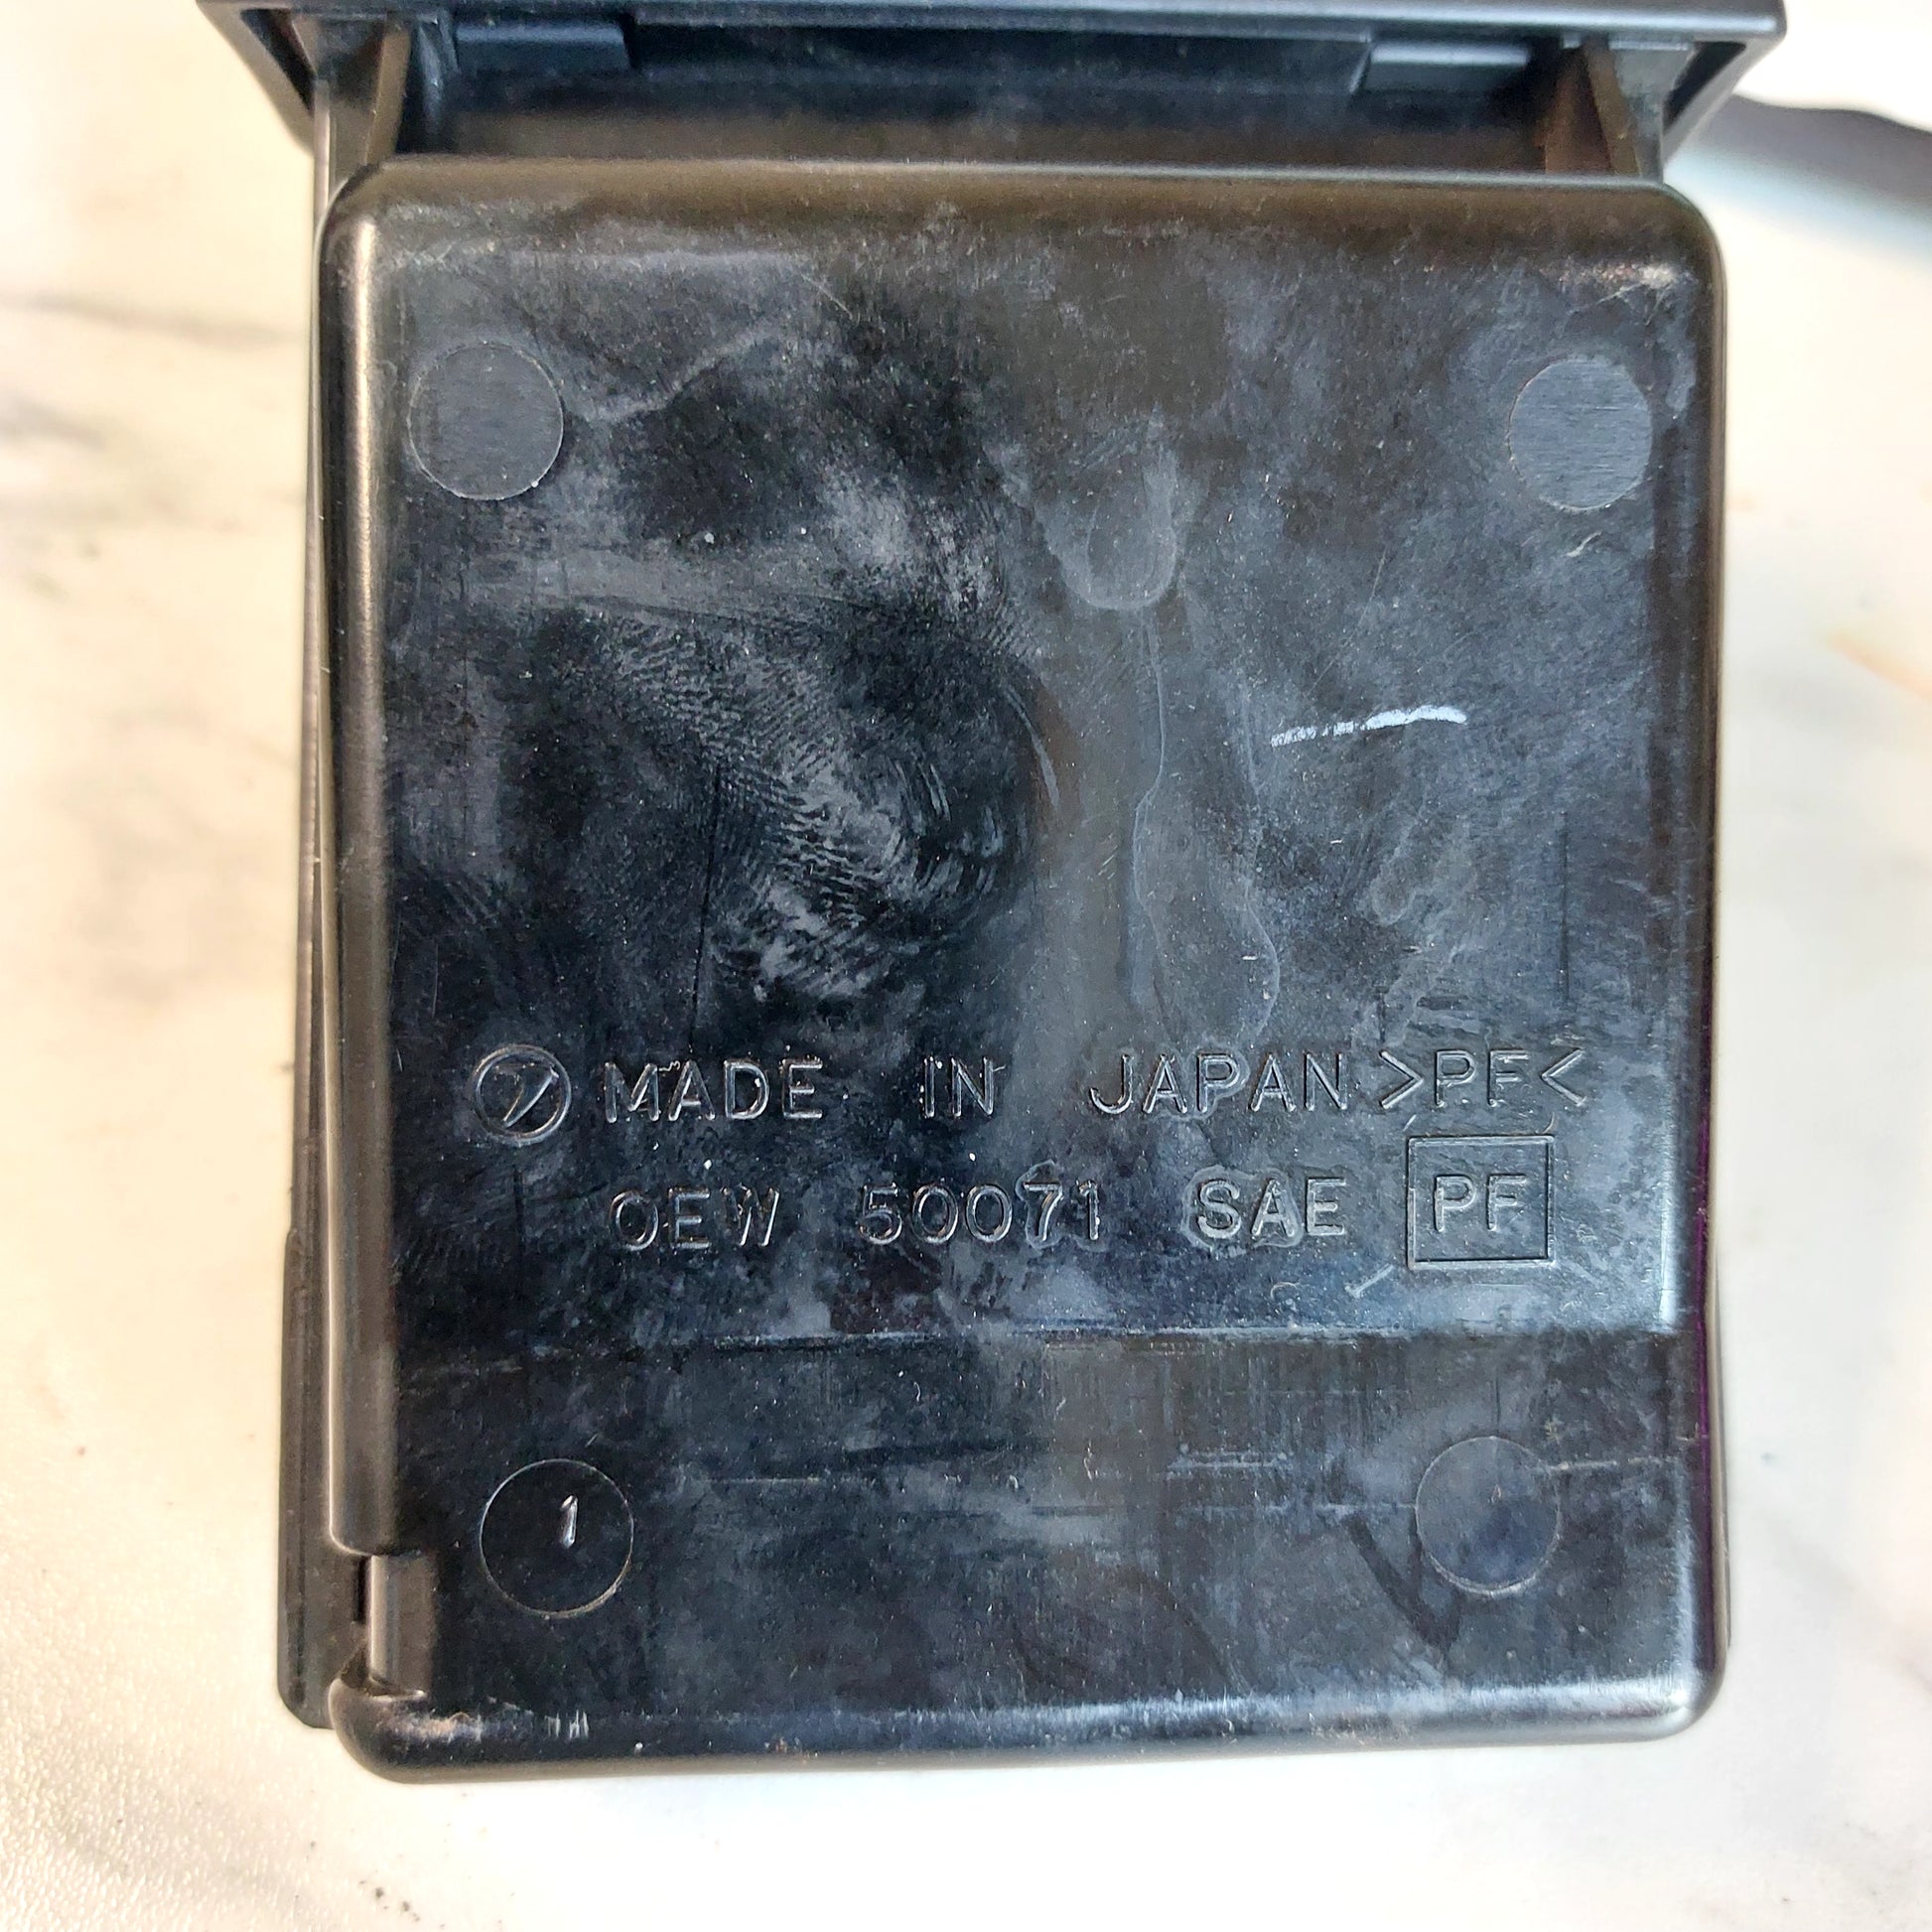 MADE IN JAPAN >PF<
OEW 50071 SAE PF
1